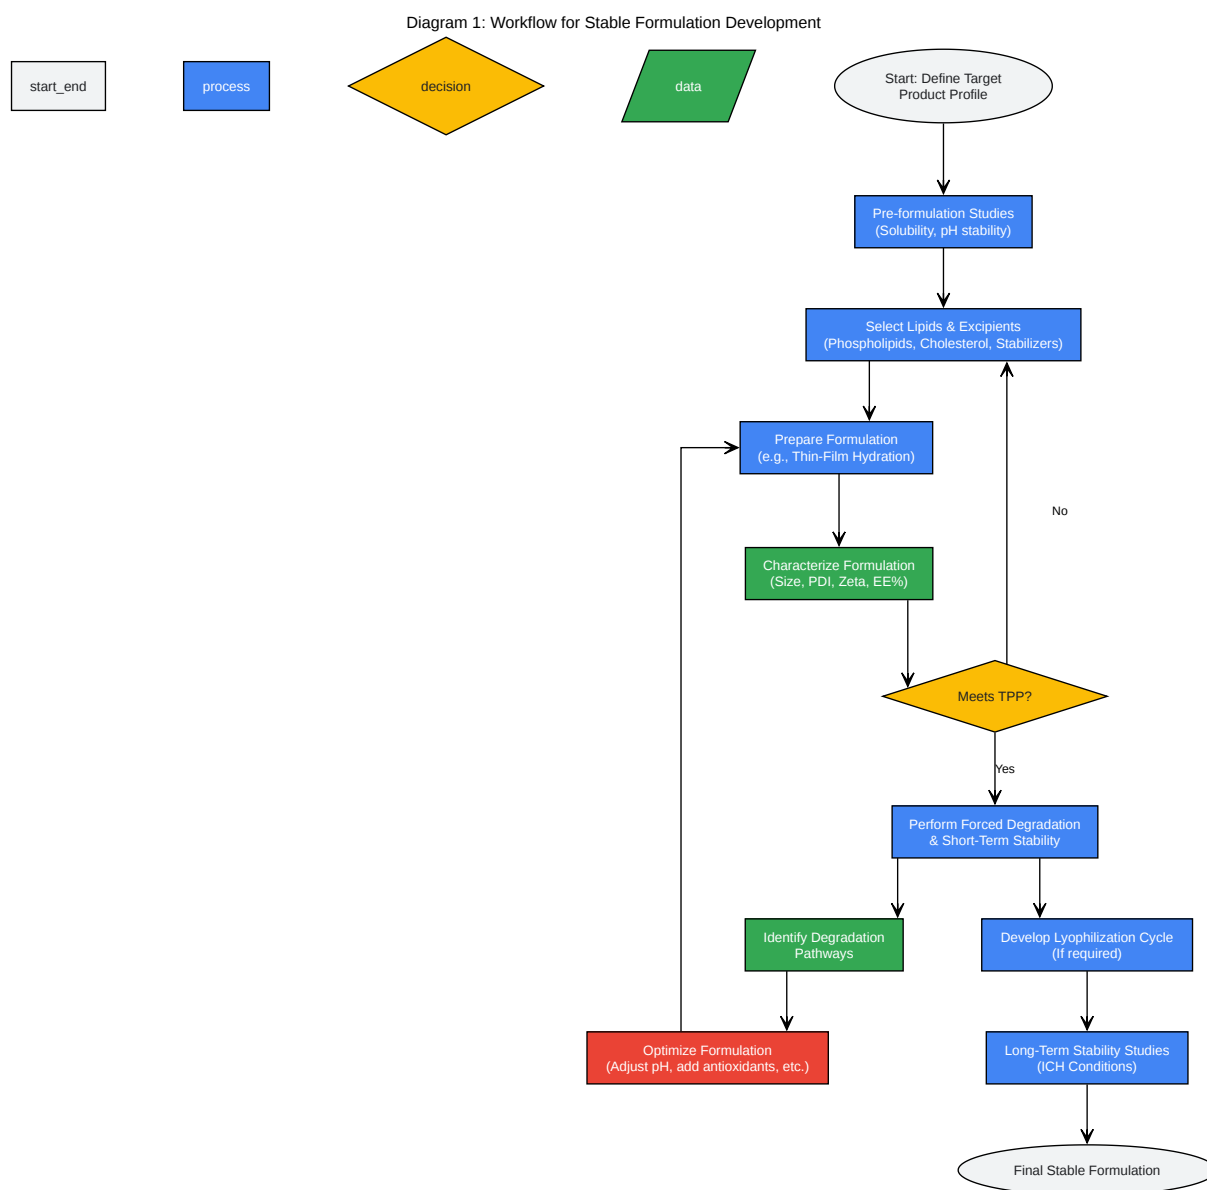 Diagram 1: Workflow for Stable Formulation Development
start_end
process
decision
data
Start: Define Target
Product Profile
Pre-formulation Studies
(Solubility, pH stability)
Select Lipids & Excipients
(Phospholipids, Cholesterol, Stabilizers)
Prepare Formulation
(e.g., Thin-Film Hydration)
No
Characterize Formulation
(Size, PDI, Zeta, EE%)
Meets TPP?
Yes
Perform Forced Degradation
& Short-Term Stability
Identify Degradation
Pathways
Develop Lyophilization Cycle
(If required)
Optimize Formulation
(Adjust pH, add antioxidants, etc.)
Long-Term Stability Studies
(ICH Conditions)
Final Stable Formulation